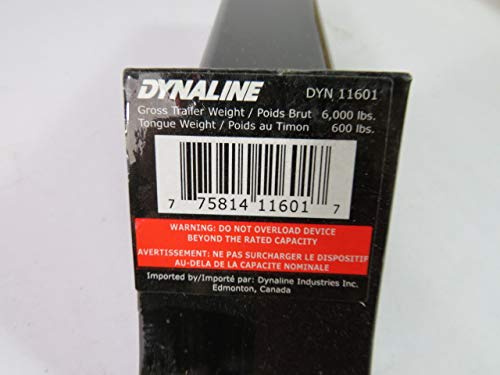 DYNALINE DYN 11601
Gross Trailer Weight / Poids Brut 6,000 lbs.
Tongue Weight / Poids au Timon 600 lbs.
7 75814 11601 7
WARNING: DO NOT OVERLOAD DEVICE
BEYOND THE RATED CAPACITY
AVERTISSEMENT: NE PAS SURCHARGER LE DISPOSITIF
AU-DELA DE LA CAPACITE NOMINALE
Imported by/Importé par: Dynaline Industries Inc.
Edmonton, Canada